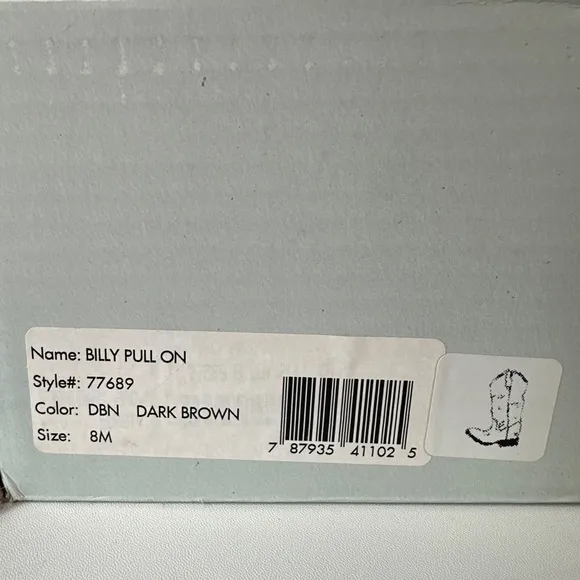 Name: BILLY PULL ON
Style#: 77689
Color: DBN DARK BROWN
Size: 8M
7 87935 41102 5